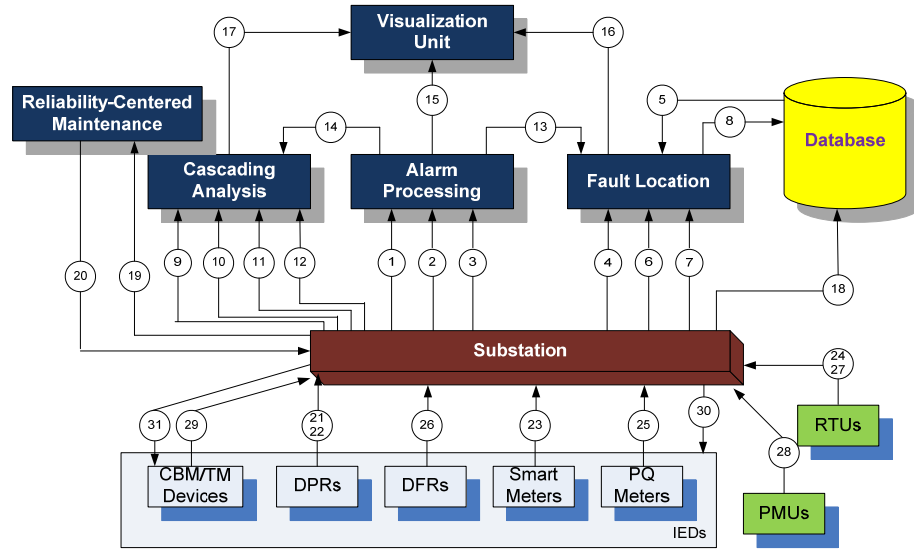 Visualization
Unit
17
16
Reliability-Centered
Maintenance
5
8
15
14
13
Database
Cascading
Analysis
Alarm
Processing
Fault Location
20
19
9
10
11
12
1
2
3
4
6
7
18
Substation
24
27
31
29
21
22
26
23
25
30
RTUs
28
CBM/TM
Devices
DPRs
DFRs
Smart
Meters
PQ
Meters
PMUs
IEDs